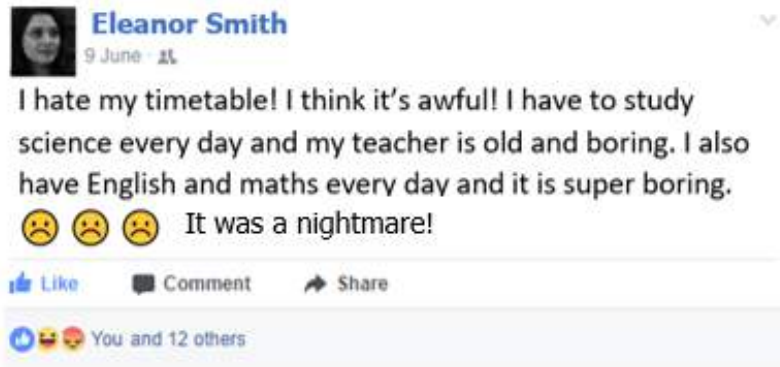 Eleanor Smith
9 June
I hate my timetable! I think it's awful! I have to study
science every day and my teacher is old and boring. I also
have English and maths every day and it is super boring.
It was a nightmare!
Like Comment Share
You and 12 others